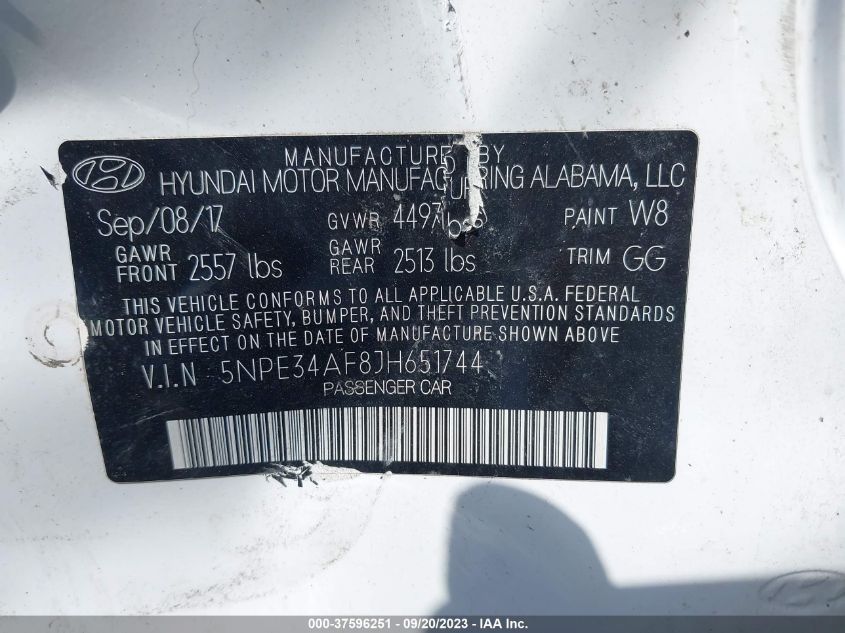 MANUFACTURED BY
HYUNDAI MOTOR MANUFACTURING ALABAMA, LLC
Sep/08/17 GVWR 4497 lbs PAINT W8
GAWR FRONT 2557 lbs GAWR REAR 2513 lbs TRIM GG
THIS VEHICLE CONFORMS TO ALL APPLICABLE U.S.A. FEDERAL
MOTOR VEHICLE SAFETY, BUMPER, AND THEFT PREVENTION STANDARDS
IN EFFECT ON THE DATE OF MANUFACTURE SHOWN ABOVE.
V.I.N 5NPE34AF8JH651744
PASSENGER CAR
000-37596251 - 09/20/2023 - IAA Inc.